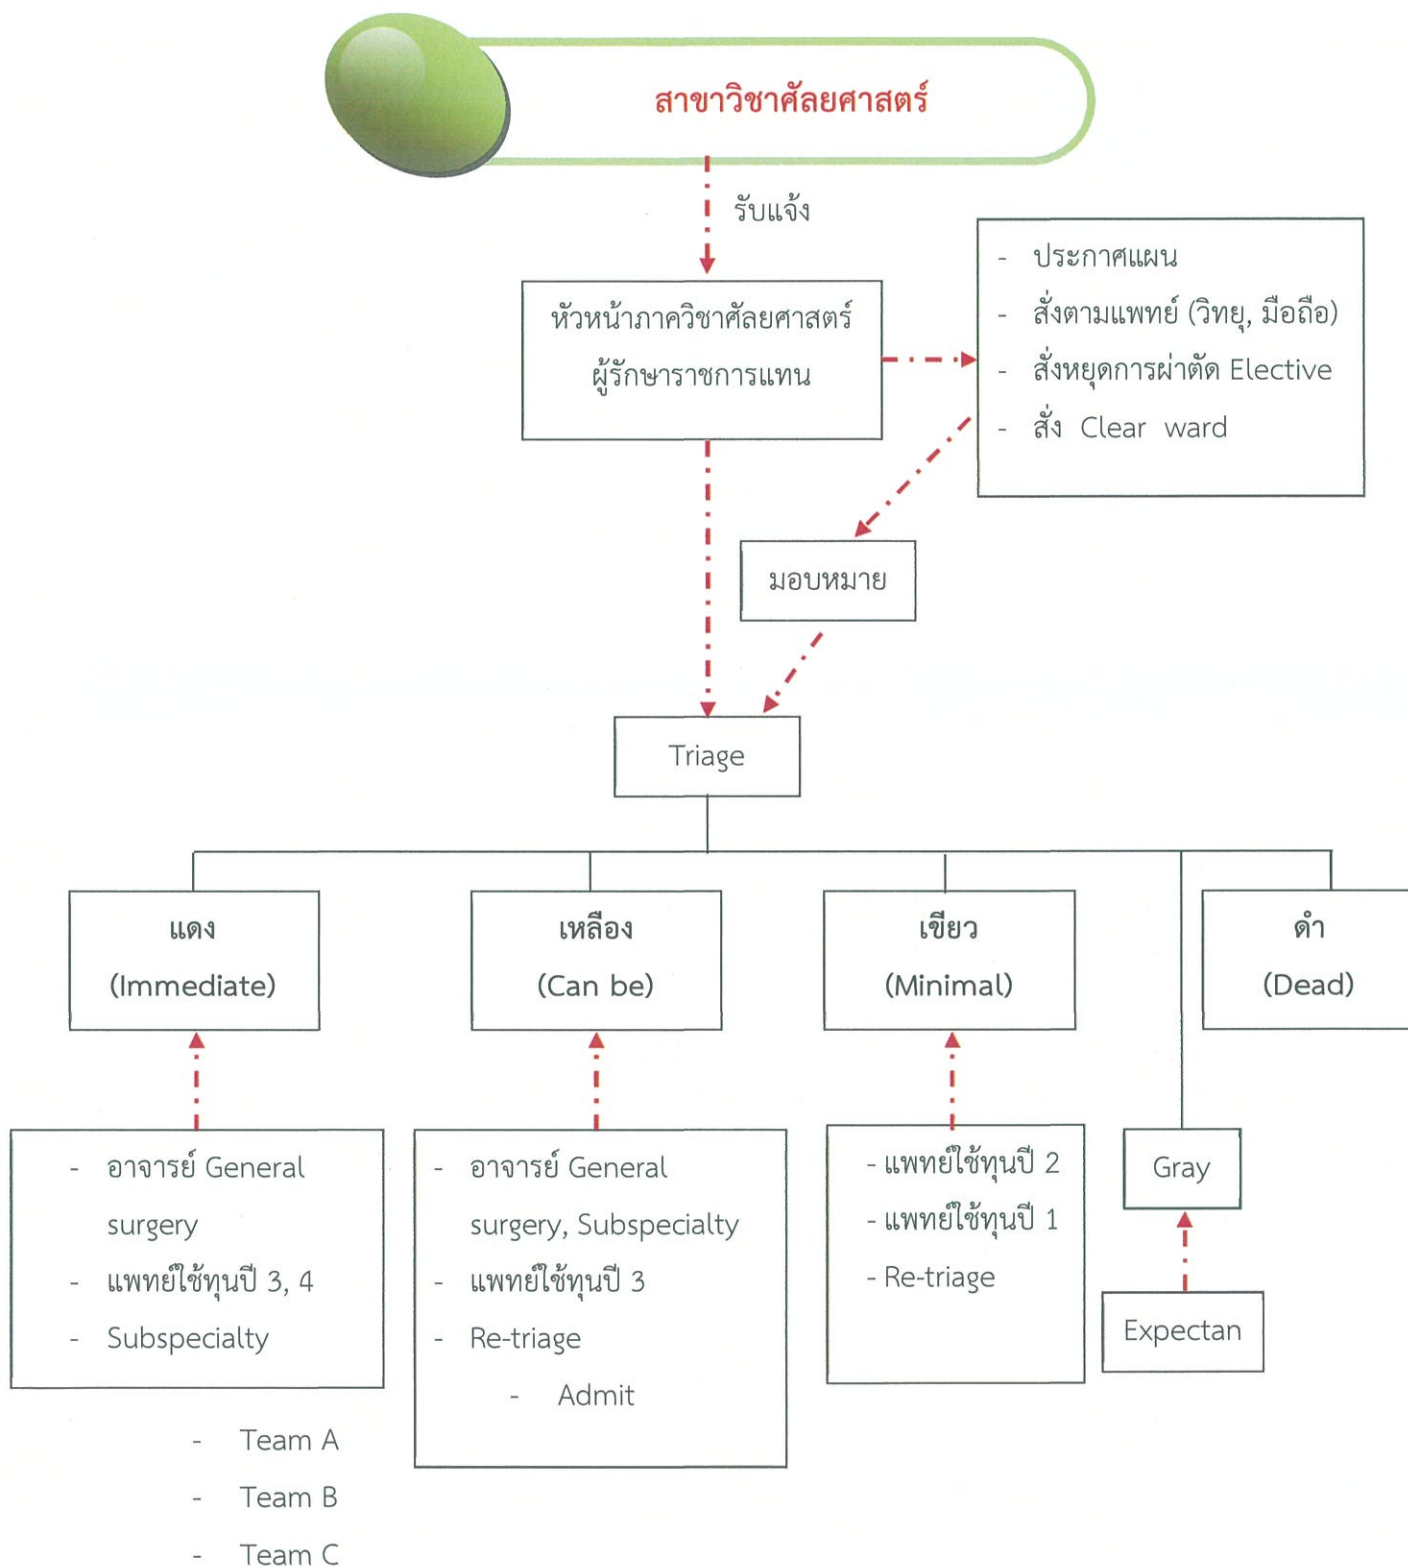 สาขาวิชาศัลยศาสตร์
รับแจ้ง
หัวหน้าภาควิชาศัลยศาสตร์
ผู้รักษาราชการแทน
- ประกาศแผน
- สั่งตามแพทย์ (วิทยุ, มือถือ)
- สั่งหยุดการผ่าตัด Elective
- สั่ง Clear ward
มอบหมาย
Triage
แดง
(Immediate)
เหลือง
(Can be)
เขียว
(Minimal)
ดำ
(Dead)
- อาจารย์ General
surgery
- แพทย์ใช้ทุนปี 3, 4
- Subspecialty
- Team A
- Team B
- Team C
- อาจารย์ General
surgery, Subspecialty
- แพทย์ใช้ทุนปี 3
- Re-triage
- Admit
- แพทย์ใช้ทุนปี 2
- แพทย์ใช้ทุนปี 1
- Re-triage
Gray
Expectan